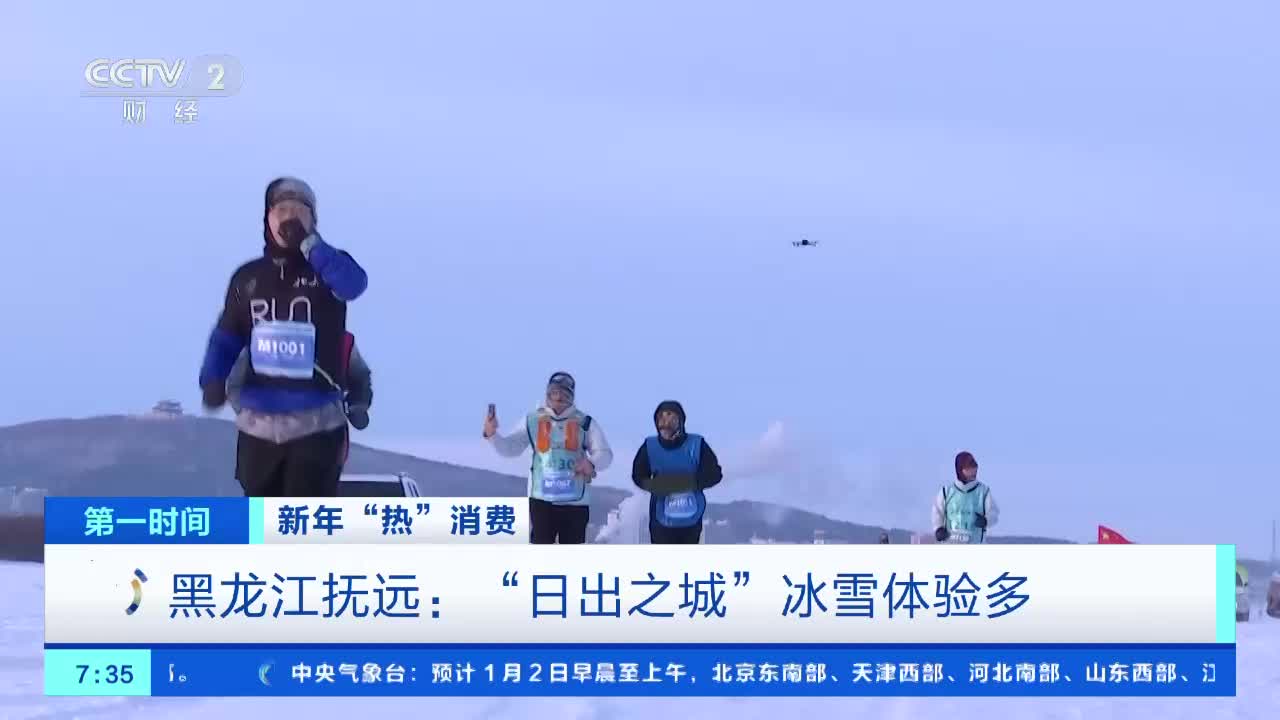 CCTV 2
财 经
RUN
M1001
第一时间
新年“热”消费
黑龙江抚远：“日出之城”冰雪体验多
7:35
中央气象台：预计1月2日早晨至上午，北京东南部、天津西部、河北南部、山东西部、江